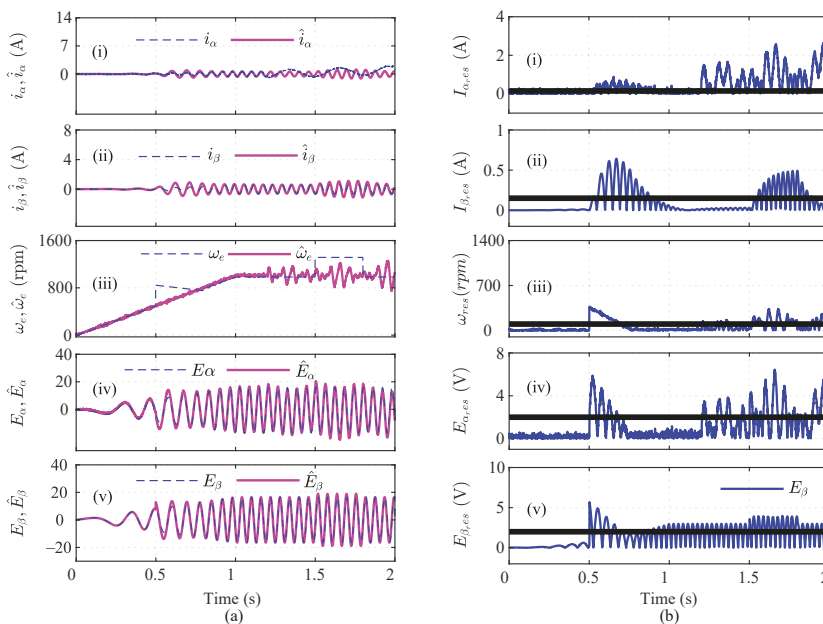 14
7
0
i_α, î_α (A)
(i)
i_α
î_α
8
4
0
i_β, î_β (A)
(ii)
i_β
î_β
1600
800
0
ω_e, ω̂_e (rpm)
(iii)
ω_e
ω̂_e
40
20
0
E_α, Ê_α
(iv)
Eα
Ê_α
40
20
0
−20
E_β, Ê_β
(v)
E_β
Ê_β
0 0.5 1 1.5 2
Time (s)
(a)
4
2
0
I_α,res (A)
(i)
1
0.5
0
I_β,es (A)
(ii)
1400
700
0
ω_res(rpm)
(iii)
8
4
0
E_α,es (V)
(iv)
10
5
0
E_β,es (V)
(v)
E_β
0 0.5 1 1.5 2
Time (s)
(b)